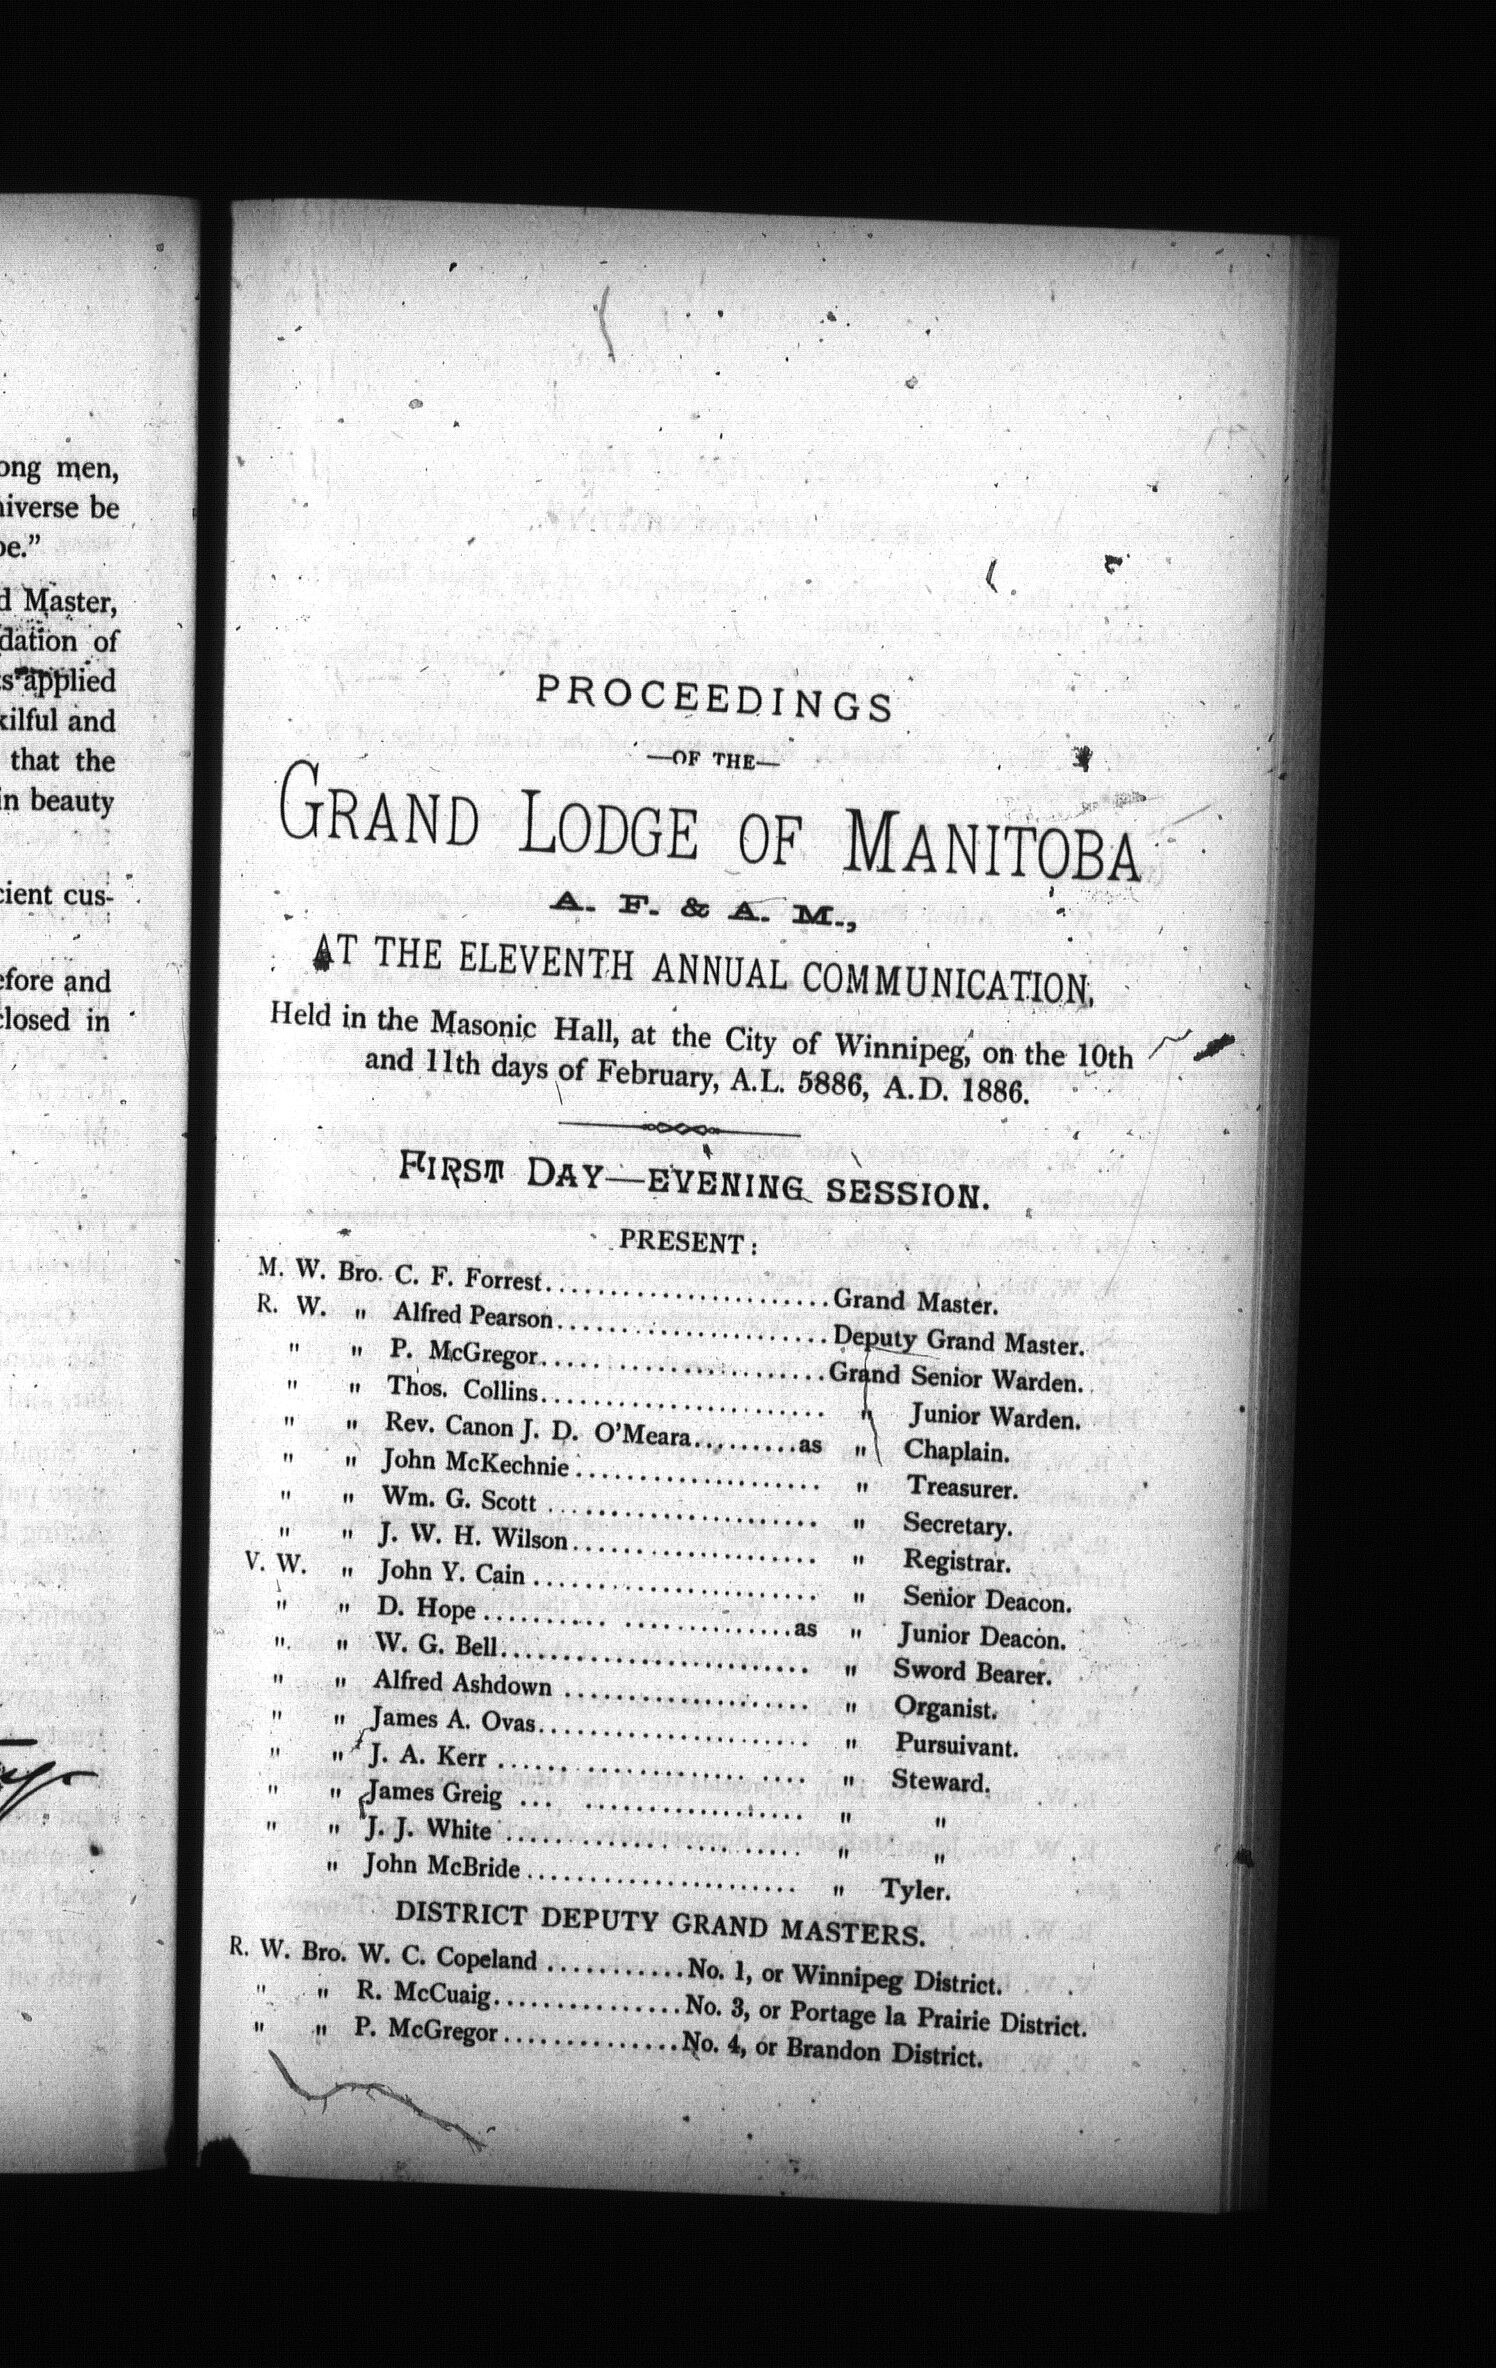 ong men,
niverse be
be.”
d Master,
dation of
s applied
kilful and
that the
in beauty
cient cus-
efore and
closed in
PROCEEDINGS
—OF THE—
GRAND LODGE OF MANITOBA
A. F. & A. M.,
AT THE ELEVENTH ANNUAL COMMUNICATION,
Held in the Masonic Hall, at the City of Winnipeg, on the 10th
and 11th days of February, A.L. 5886, A.D. 1886.
FIRST DAY—EVENING SESSION.
PRESENT:
M. W. Bro. C. F. Forrest......................Grand Master.
R. W. " Alfred Pearson......................Deputy Grand Master.
" " P. McGregor......................Grand Senior Warden.
" " Thos. Collins...................... " Junior Warden.
" " Rev. Canon J. D. O'Meara.........as " Chaplain.
" " John McKechnie.................... " Treasurer.
" " Wm. G. Scott ...................... " Secretary.
" " J. W. H. Wilson.................... " Registrar.
V. W. " John Y. Cain ...................... " Senior Deacon.
" " D. Hope .......... .............as " Junior Deacon.
" " W. G. Bell......................... " Sword Bearer.
" " Alfred Ashdown .................... " Organist.
" " James A. Ovas...................... " Pursuivant.
" " J. A. Kerr ........................ " Steward.
" " James Greig ... .................. " "
" " J. J. White ........................ " "
" John McBride...................... " Tyler.
DISTRICT DEPUTY GRAND MASTERS.
R. W. Bro. W. C. Copeland ...........No. 1, or Winnipeg District.
" " R. McCuaig...............No. 3, or Portage la Prairie District.
" " P. McGregor..............No. 4, or Brandon District.